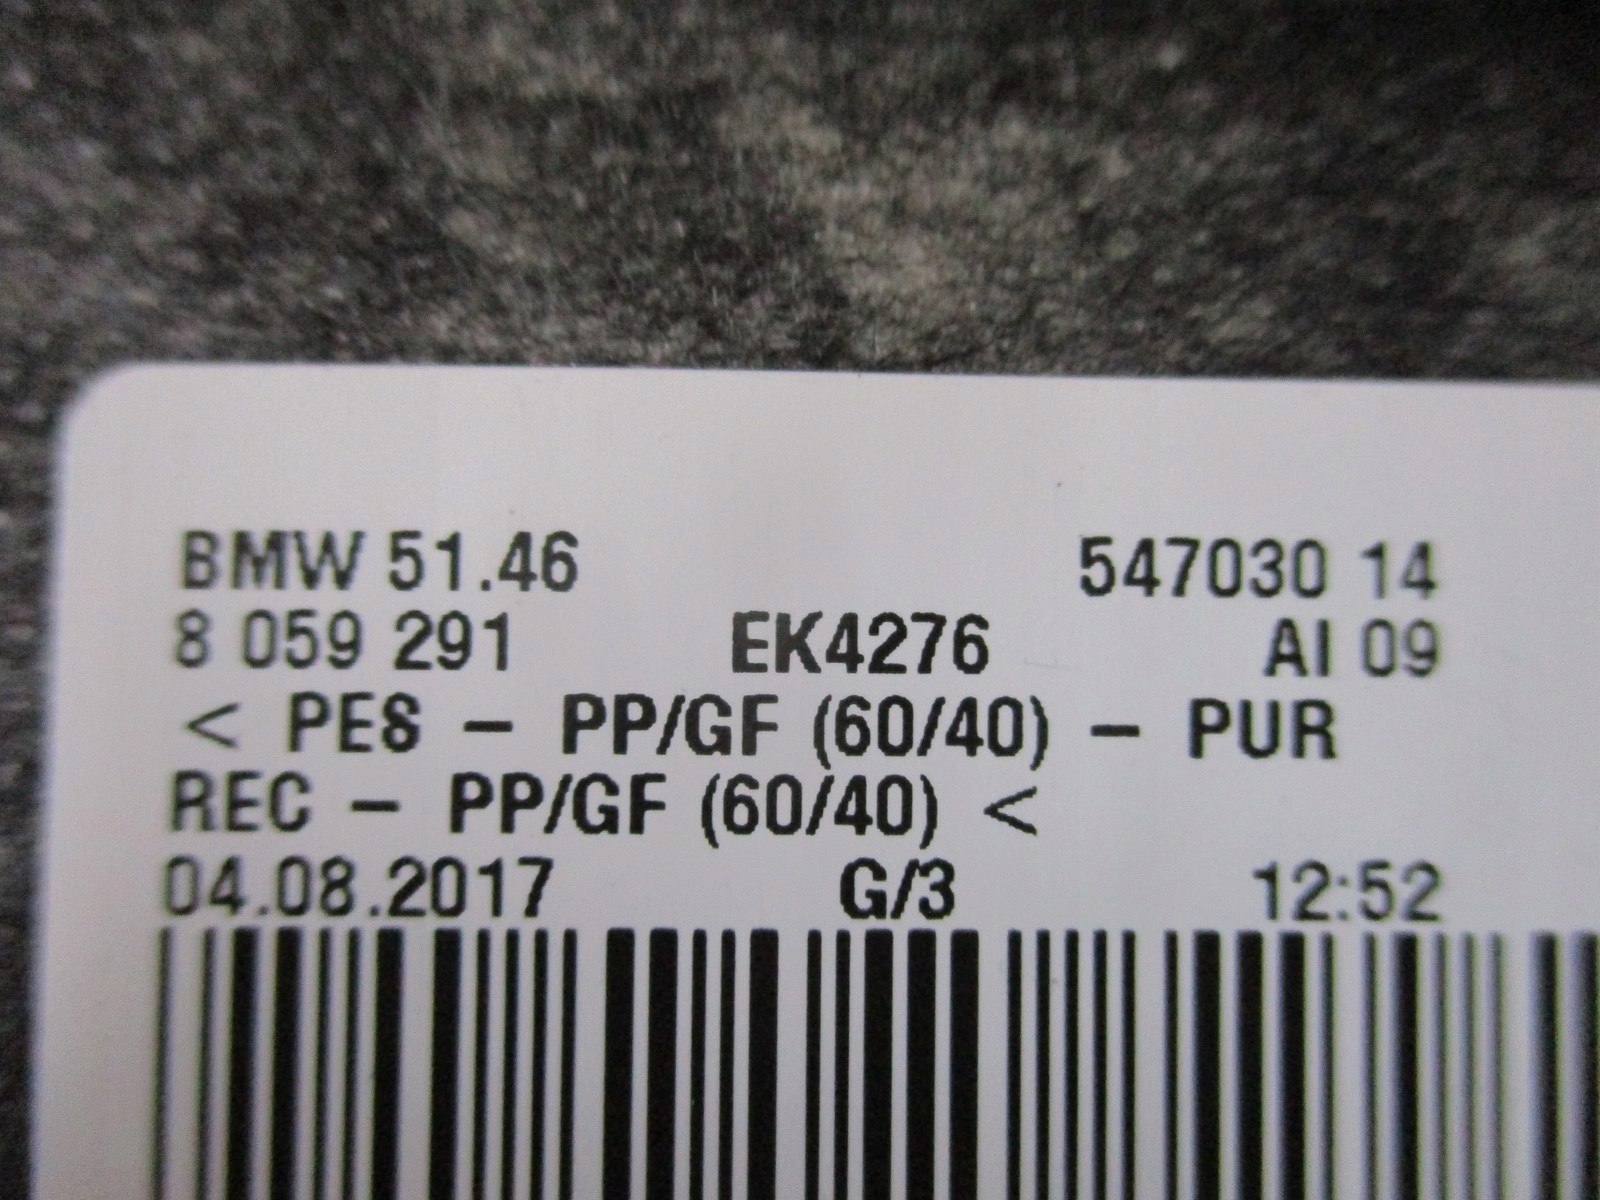 BMW 51.46 547030 14
8 059 291 EK4276 AI 09
< PES – PP/GF (60/40) – PUR
REC – PP/GF (60/40) <
04.08.2017 G/3 12:52